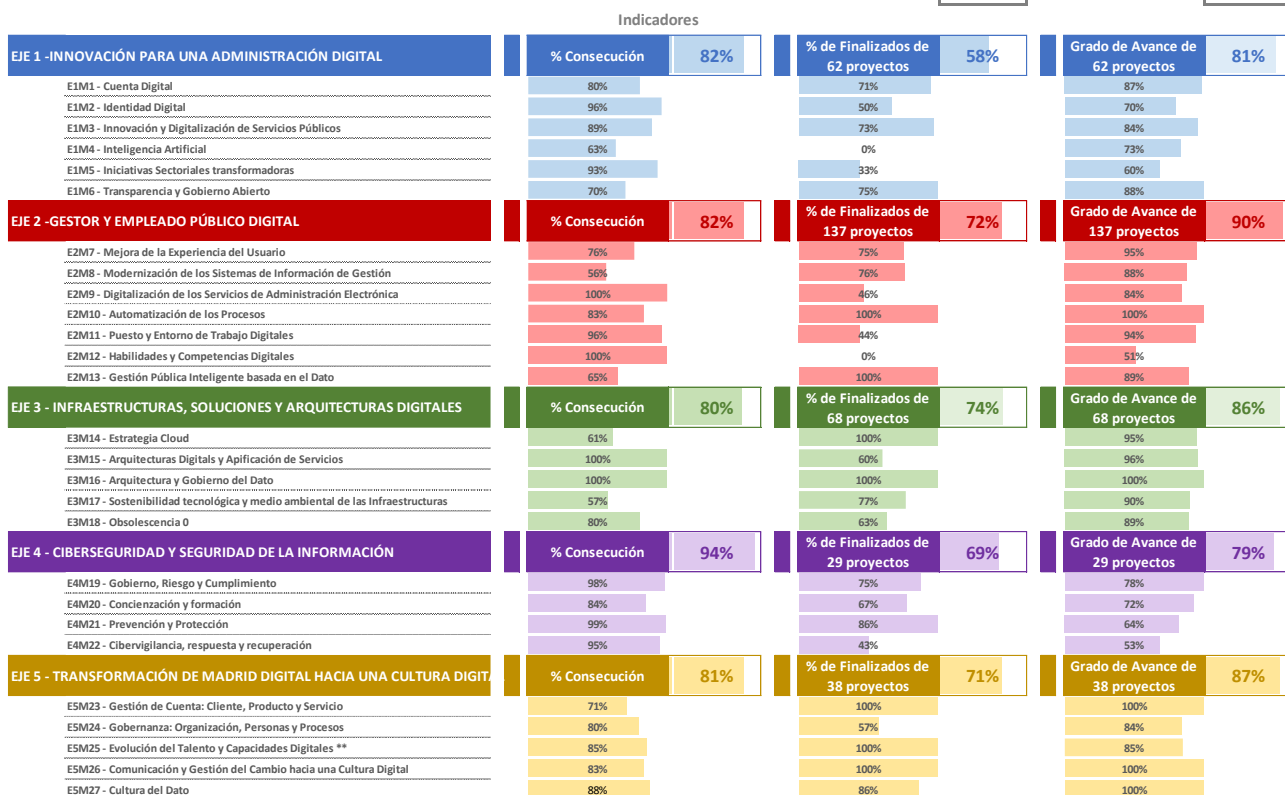 Indicadores
EJE 1 -INNOVACIÓN PARA UNA ADMINISTRACIÓN DIGITAL % Consecución 82% % de Finalizados de 62 proyectos 58% Grado de Avance de 62 proyectos 81%
E1M1 - Cuenta Digital 80% 71% 87%
E1M2 - Identidad Digital 96% 50% 70%
E1M3 - Innovación y Digitalización de Servicios Públicos 89% 73% 84%
E1M4 - Inteligencia Artificial 63% 0% 73%
E1M5 - Iniciativas Sectoriales transformadoras 93% 33% 60%
E1M6 - Transparencia y Gobierno Abierto 70% 75% 88%
EJE 2 -GESTOR Y EMPLEADO PÚBLICO DIGITAL % Consecución 82% % de Finalizados de 137 proyectos 72% Grado de Avance de 137 proyectos 90%
E2M7 - Mejora de la Experiencia del Usuario 76% 75% 95%
E2M8 - Modernización de los Sistemas de Información de Gestión 56% 76% 88%
E2M9 - Digitalización de los Servicios de Administración Electrónica 100% 46% 84%
E2M10 - Automatización de los Procesos 83% 100% 100%
E2M11 - Puesto y Entorno de Trabajo Digitales 96% 44% 94%
E2M12 - Habilidades y Competencias Digitales 100% 0% 51%
E2M13 - Gestión Pública Inteligente basada en el Dato 65% 100% 89%
EJE 3 - INFRAESTRUCTURAS, SOLUCIONES Y ARQUITECTURAS DIGITALES % Consecución 80% % de Finalizados de 68 proyectos 74% Grado de Avance de 68 proyectos 86%
E3M14 - Estrategia Cloud 61% 100% 95%
E3M15 - Arquitecturas Digitals y Apificación de Servicios 100% 60% 96%
E3M16 - Arquitectura y Gobierno del Dato 100% 100% 100%
E3M17 - Sostenibilidad tecnológica y medio ambiental de las Infraestructuras 57% 77% 90%
E3M18 - Obsolescencia 0 80% 63% 89%
EJE 4 - CIBERSEGURIDAD Y SEGURIDAD DE LA INFORMACIÓN % Consecución 94% % de Finalizados de 29 proyectos 69% Grado de Avance de 29 proyectos 79%
E4M19 - Gobierno, Riesgo y Cumplimiento 98% 75% 78%
E4M20 - Concienzación y formación 84% 67% 72%
E4M21 - Prevención y Protección 99% 86% 64%
E4M22 - Cibervigilancia, respuesta y recuperación 95% 43% 53%
EJE 5 - TRANSFORMACIÓN DE MADRID DIGITAL HACIA UNA CULTURA DIGITA % Consecución 81% % de Finalizados de 38 proyectos 71% Grado de Avance de 38 proyectos 87%
E5M23 - Gestión de Cuenta: Cliente, Producto y Servicio 71% 100% 100%
E5M24 - Gobernanza: Organización, Personas y Procesos 80% 57% 84%
E5M25 - Evolución del Talento y Capacidades Digitales ** 85% 100% 85%
E5M26 - Comunicación y Gestión del Cambio hacia una Cultura Digital 83% 100% 100%
E5M27 - Cultura del Dato 88% 86% 100%